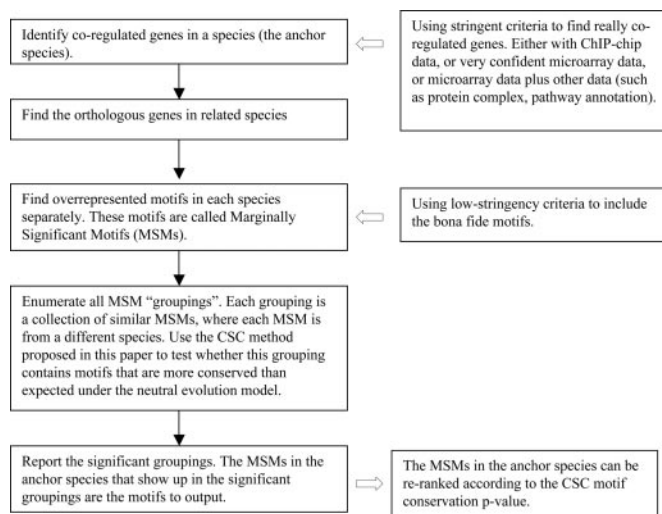 Identify co-regulated genes in a species (the anchor
species).
Using stringent criteria to find really co-
regulated genes. Either with ChIP-chip
data, or very confident microarray data,
or microarray data plus other data (such
as protein complex, pathway annotation).
Find the orthologous genes in related species
Find overrepresented motifs in each species
separately. These motifs are called Marginally
Significant Motifs (MSMs).
Using low-stringency criteria to include
the bona fide motifs.
Enumerate all MSM “groupings”. Each grouping is
a collection of similar MSMs, where each MSM is
from a different species. Use the CSC method
proposed in this paper to test whether this grouping
contains motifs that are more conserved than
expected under the neutral evolution model.
Report the significant groupings. The MSMs in the
anchor species that show up in the significant
groupings are the motifs to output.
The MSMs in the anchor species can be
re-ranked according to the CSC motif
conservation p-value.